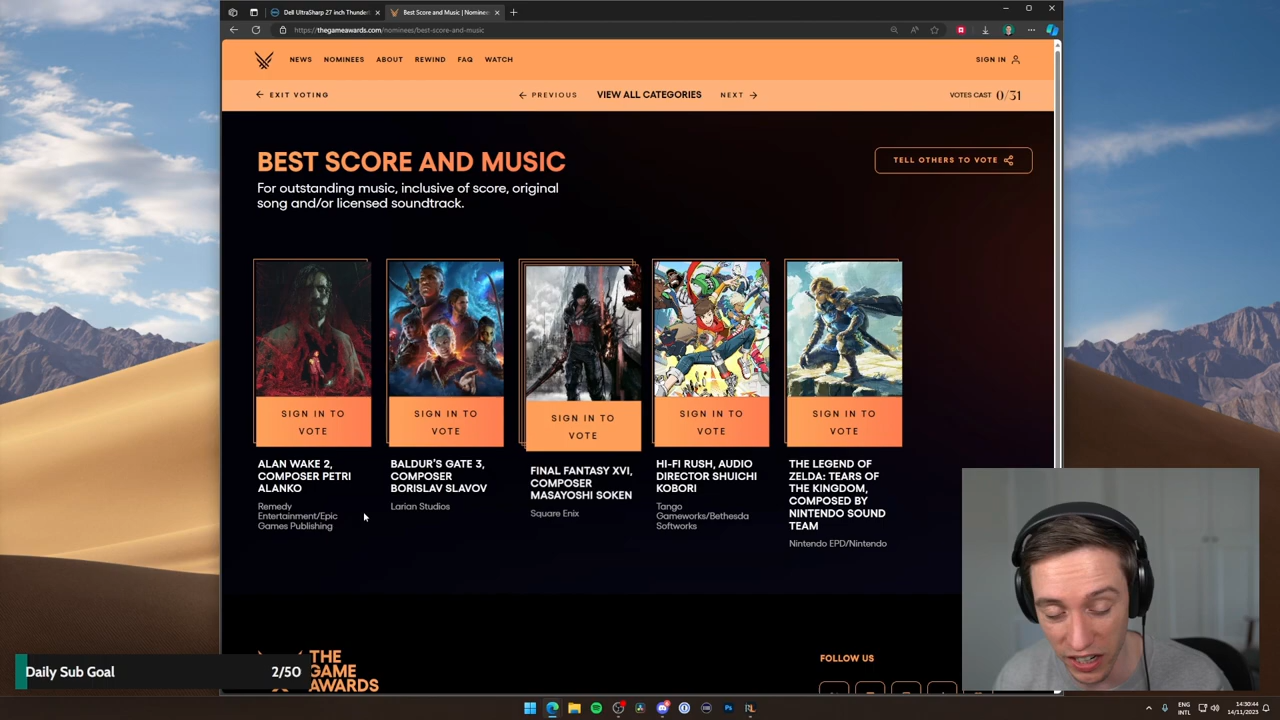 Dell UltraSharp 27 inch Thunder
Best Score and Music | Nominee
https://thegameawards.com/nominees/best-score-and-music
NEWS
NOMINEES
ABOUT
REWIND
FAQ
WATCH
SIGN IN
EXIT VOTING
PREVIOUS
VIEW ALL CATEGORIES
NEXT
VOTES CAST 0/31
BEST SCORE AND MUSIC
For outstanding music, inclusive of score, original
song and/or licensed soundtrack.
TELL OTHERS TO VOTE
SIGN IN TO
VOTE
ALAN WAKE 2,
COMPOSER PETRI
ALANKO
Remedy
Entertainment/Epic
Games Publishing
SIGN IN TO
VOTE
BALDUR'S GATE 3,
COMPOSER
BORISLAV SLAVOV
Larian Studios
SIGN IN TO
VOTE
FINAL FANTASY XVI,
COMPOSER
MASAYOSHI SOKEN
Square Enix
SIGN IN TO
VOTE
HI-FI RUSH, AUDIO
DIRECTOR SHUICHI
KOBORI
Tango
Gameworks/Bethesda
Softworks
SIGN IN TO
VOTE
THE LEGEND OF
ZELDA: TEARS OF
THE KINGDOM,
COMPOSED BY
NINTENDO SOUND
TEAM
Nintendo EPD/Nintendo
THE
GAME
AWARDS
FOLLOW US
Daily Sub Goal
2/50
ENG
INTL
14:30:44
14/11/2023